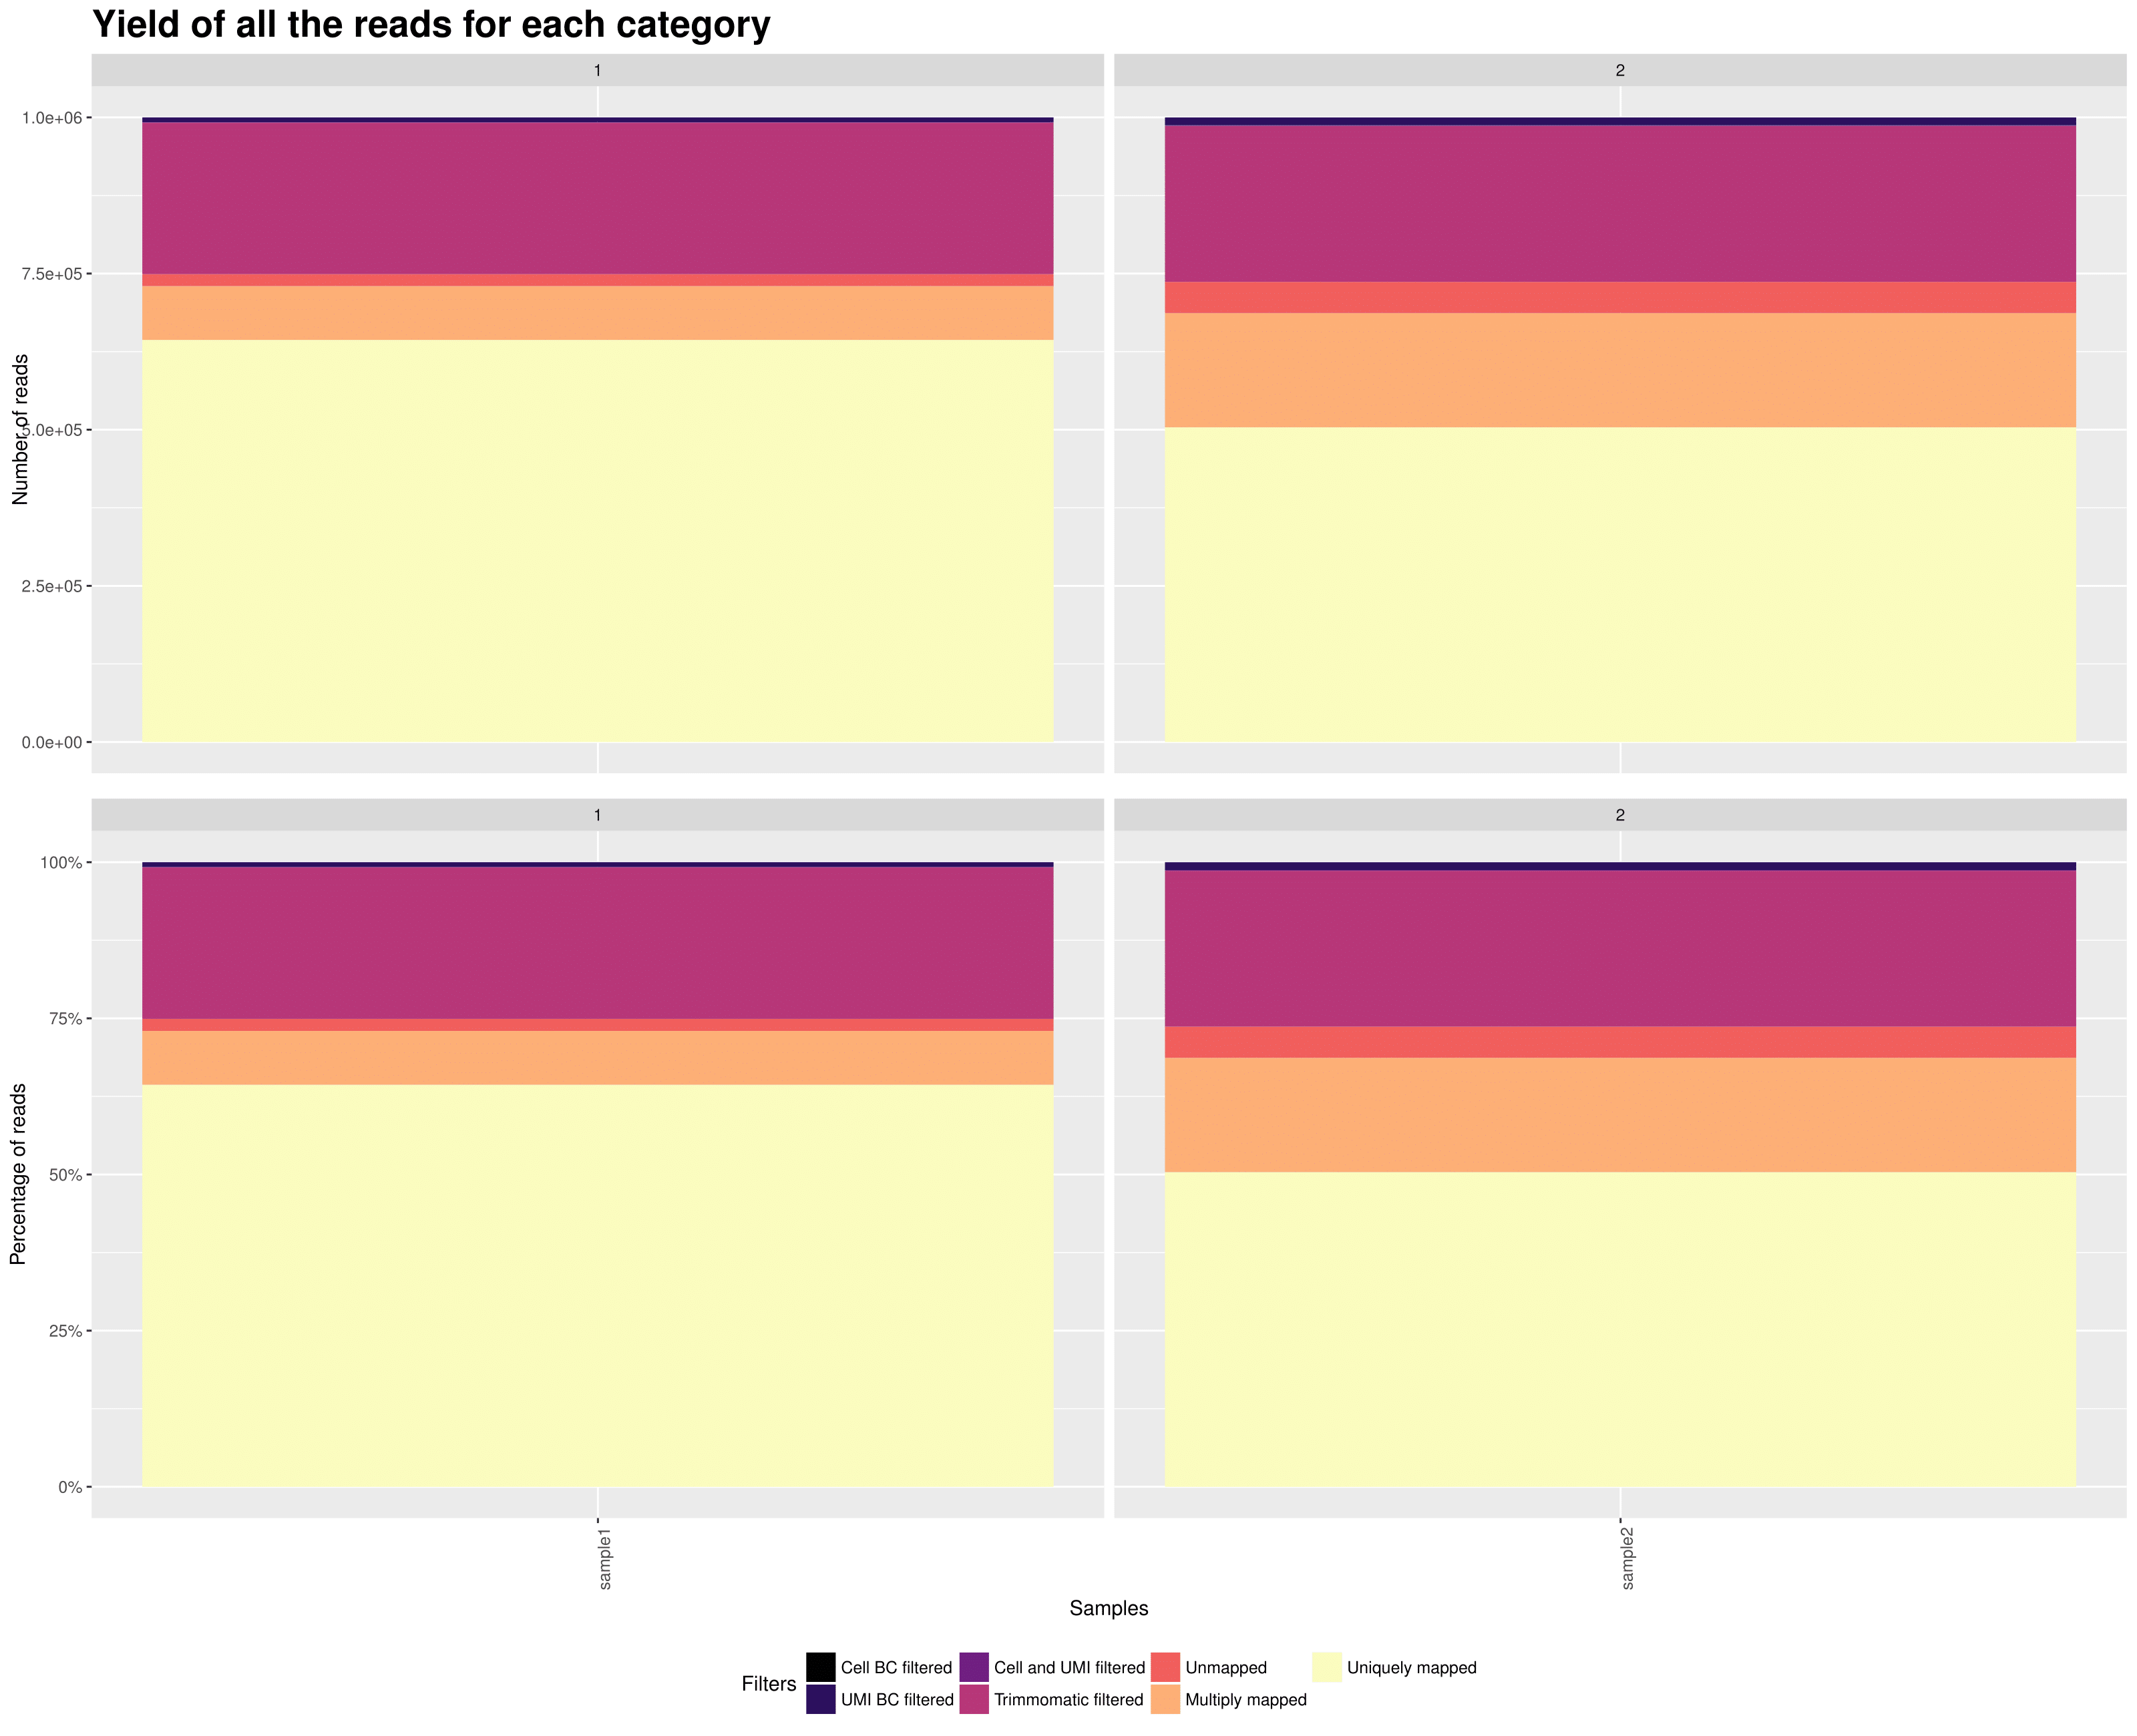 Yield of all the reads for each category
1
2
1.0e+06
7.5e+05
5.0e+05
2.5e+05
0.0e+00
Number of reads
1
2
100%
75%
50%
25%
0%
Percentage of reads
sample1
sample2
Samples
Filters
Cell BC filtered
Cell and UMI filtered
Unmapped
Uniquely mapped
UMI BC filtered
Trimmomatic filtered
Multiply mapped